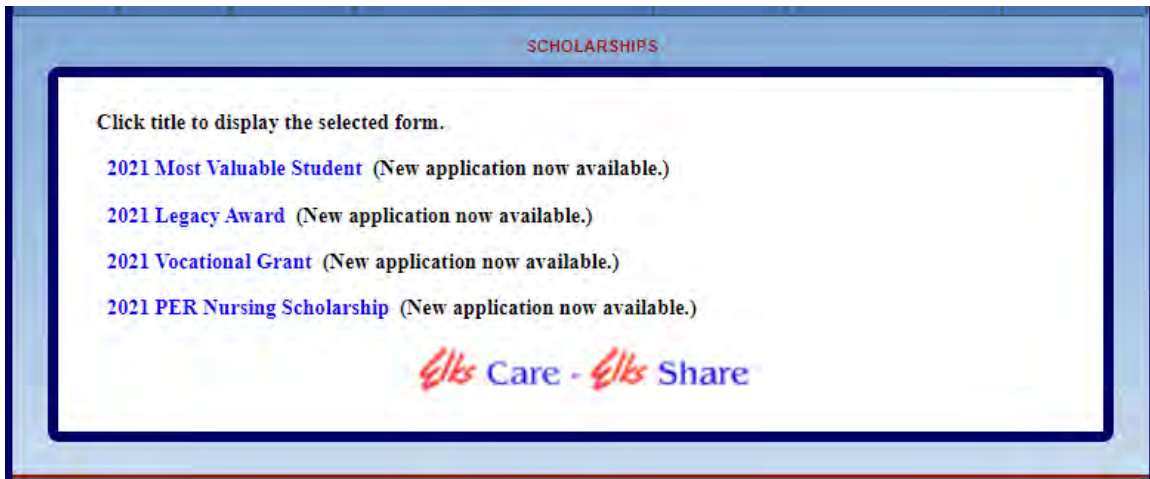 SCHOLARSHIPS
Click title to display the selected form.
2021 Most Valuable Student (New application now available.)
2021 Legacy Award (New application now available.)
2021 Vocational Grant (New application now available.)
2021 PER Nursing Scholarship (New application now available.)
Elks Care - Elks Share